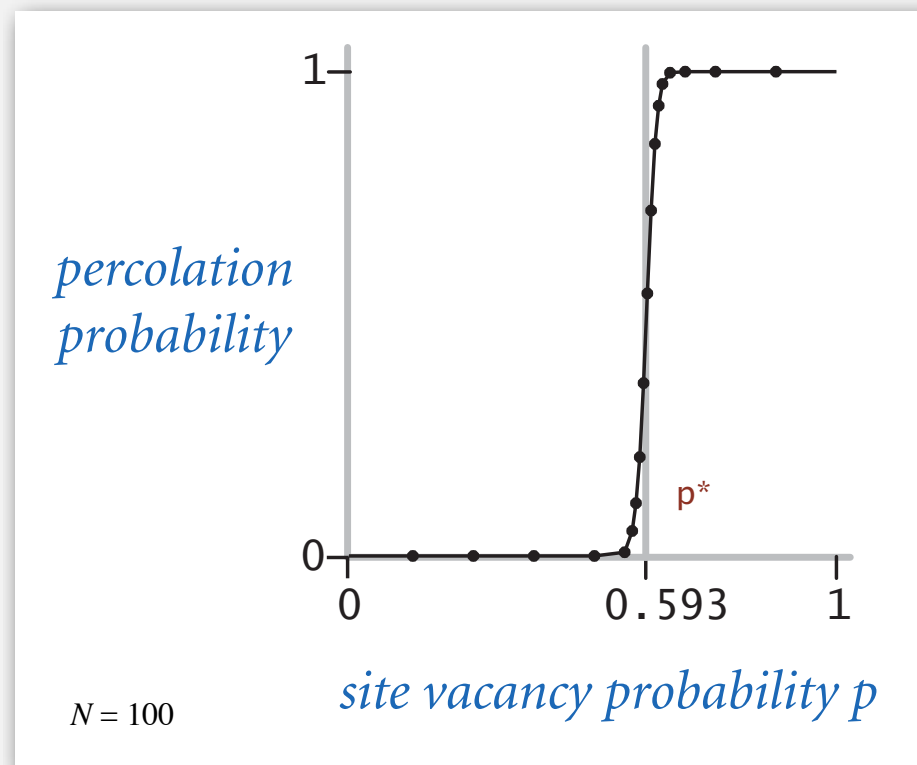 1
percolation
probability
p*
0
0
0.593
1
site vacancy probability p
N = 100